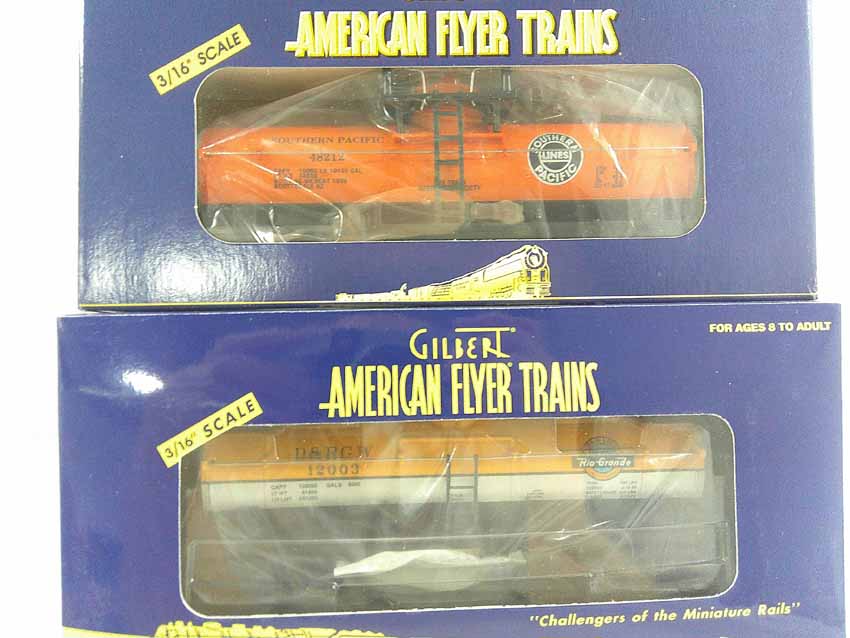 AMERICAN FLYER TRAINS
3/16" SCALE
SOUTHERN PACIFIC
48212
SOUTHERN
LINES
PACIFIC
FOR AGES 8 TO ADULT
GILBERT
AMERICAN FLYER TRAINS
3/16" SCALE
D&RGW
12003
Rio Grande
"Challengers of the Miniature Rails"